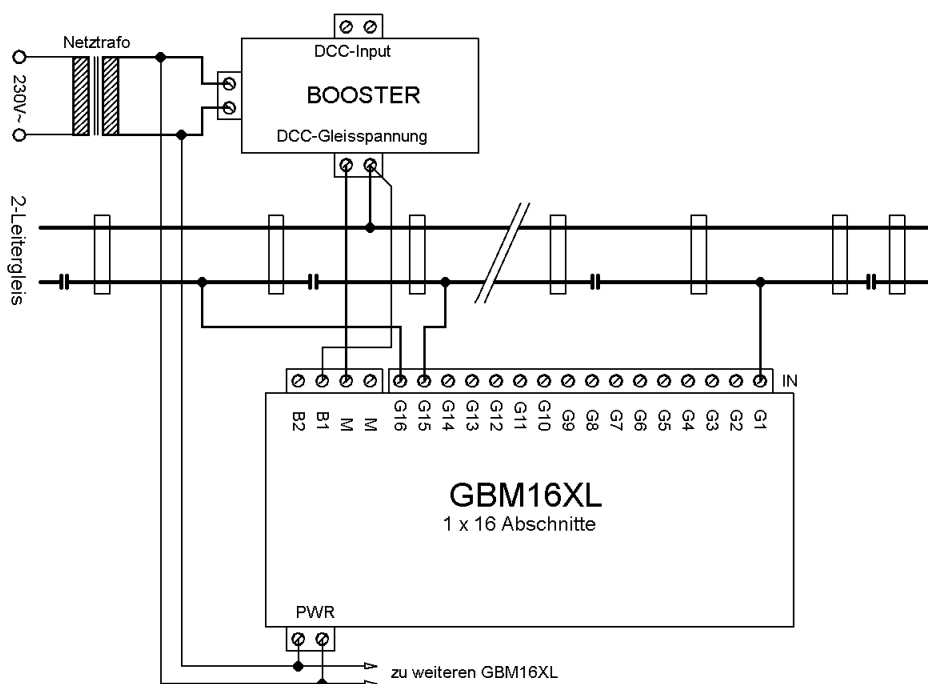 Netztrafo
230V~
DCC-Input
BOOSTER
DCC-Gleisspannung
2-Leitergleis
IN
B2 B1 M M G16 G15 G14 G13 G12 G11 G10 G9 G8 G7 G6 G5 G4 G3 G2 G1
GBM16XL
1 x 16 Abschnitte
PWR
zu weiteren GBM16XL